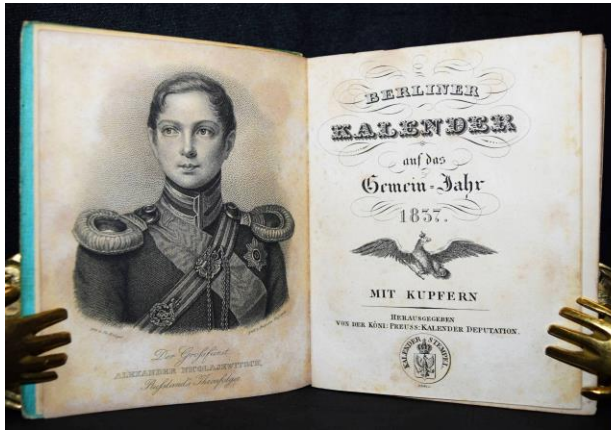 Der Großfürst
ALEXANDER NICOLAJEWITSCH,
Rußland's Thronfolger
BERLINER
KALENDER
auf das
Gemein-Jahr
1837.
MIT KUPFERN
HERAUSGEGEBEN
VON DER KÖNI: PREUSS: KALENDER DEPUTATION.
KALENDER STEMPEL